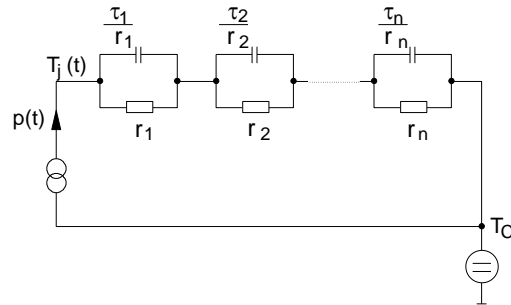 τ1 τ2 τn
r1 r2 rn
Tj (t)
r1 r2 rn
p(t)
TC